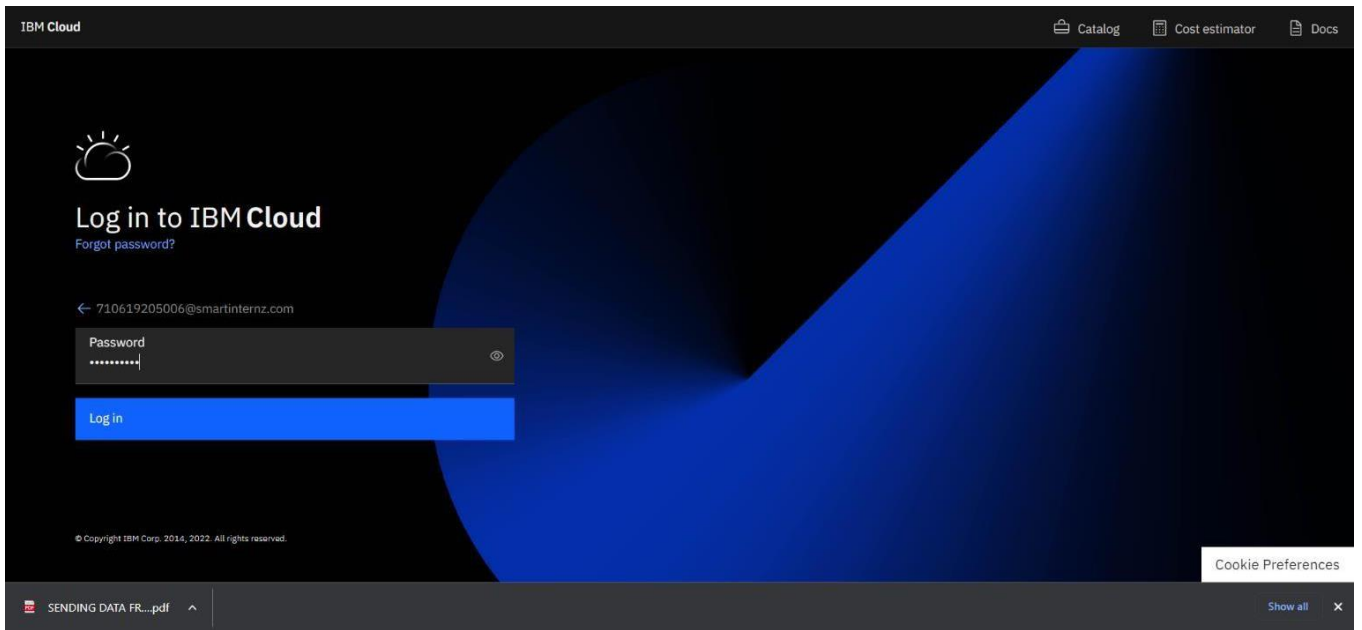 IBM Cloud
Catalog
Cost estimator
Docs
Log in to IBM Cloud
Forgot password?
← 710619205006@smartinternz.com
Password
••••••••••
Log in
© Copyright IBM Corp. 2014, 2022. All rights reserved.
Cookie Preferences
SENDING DATA FR....pdf
Show all